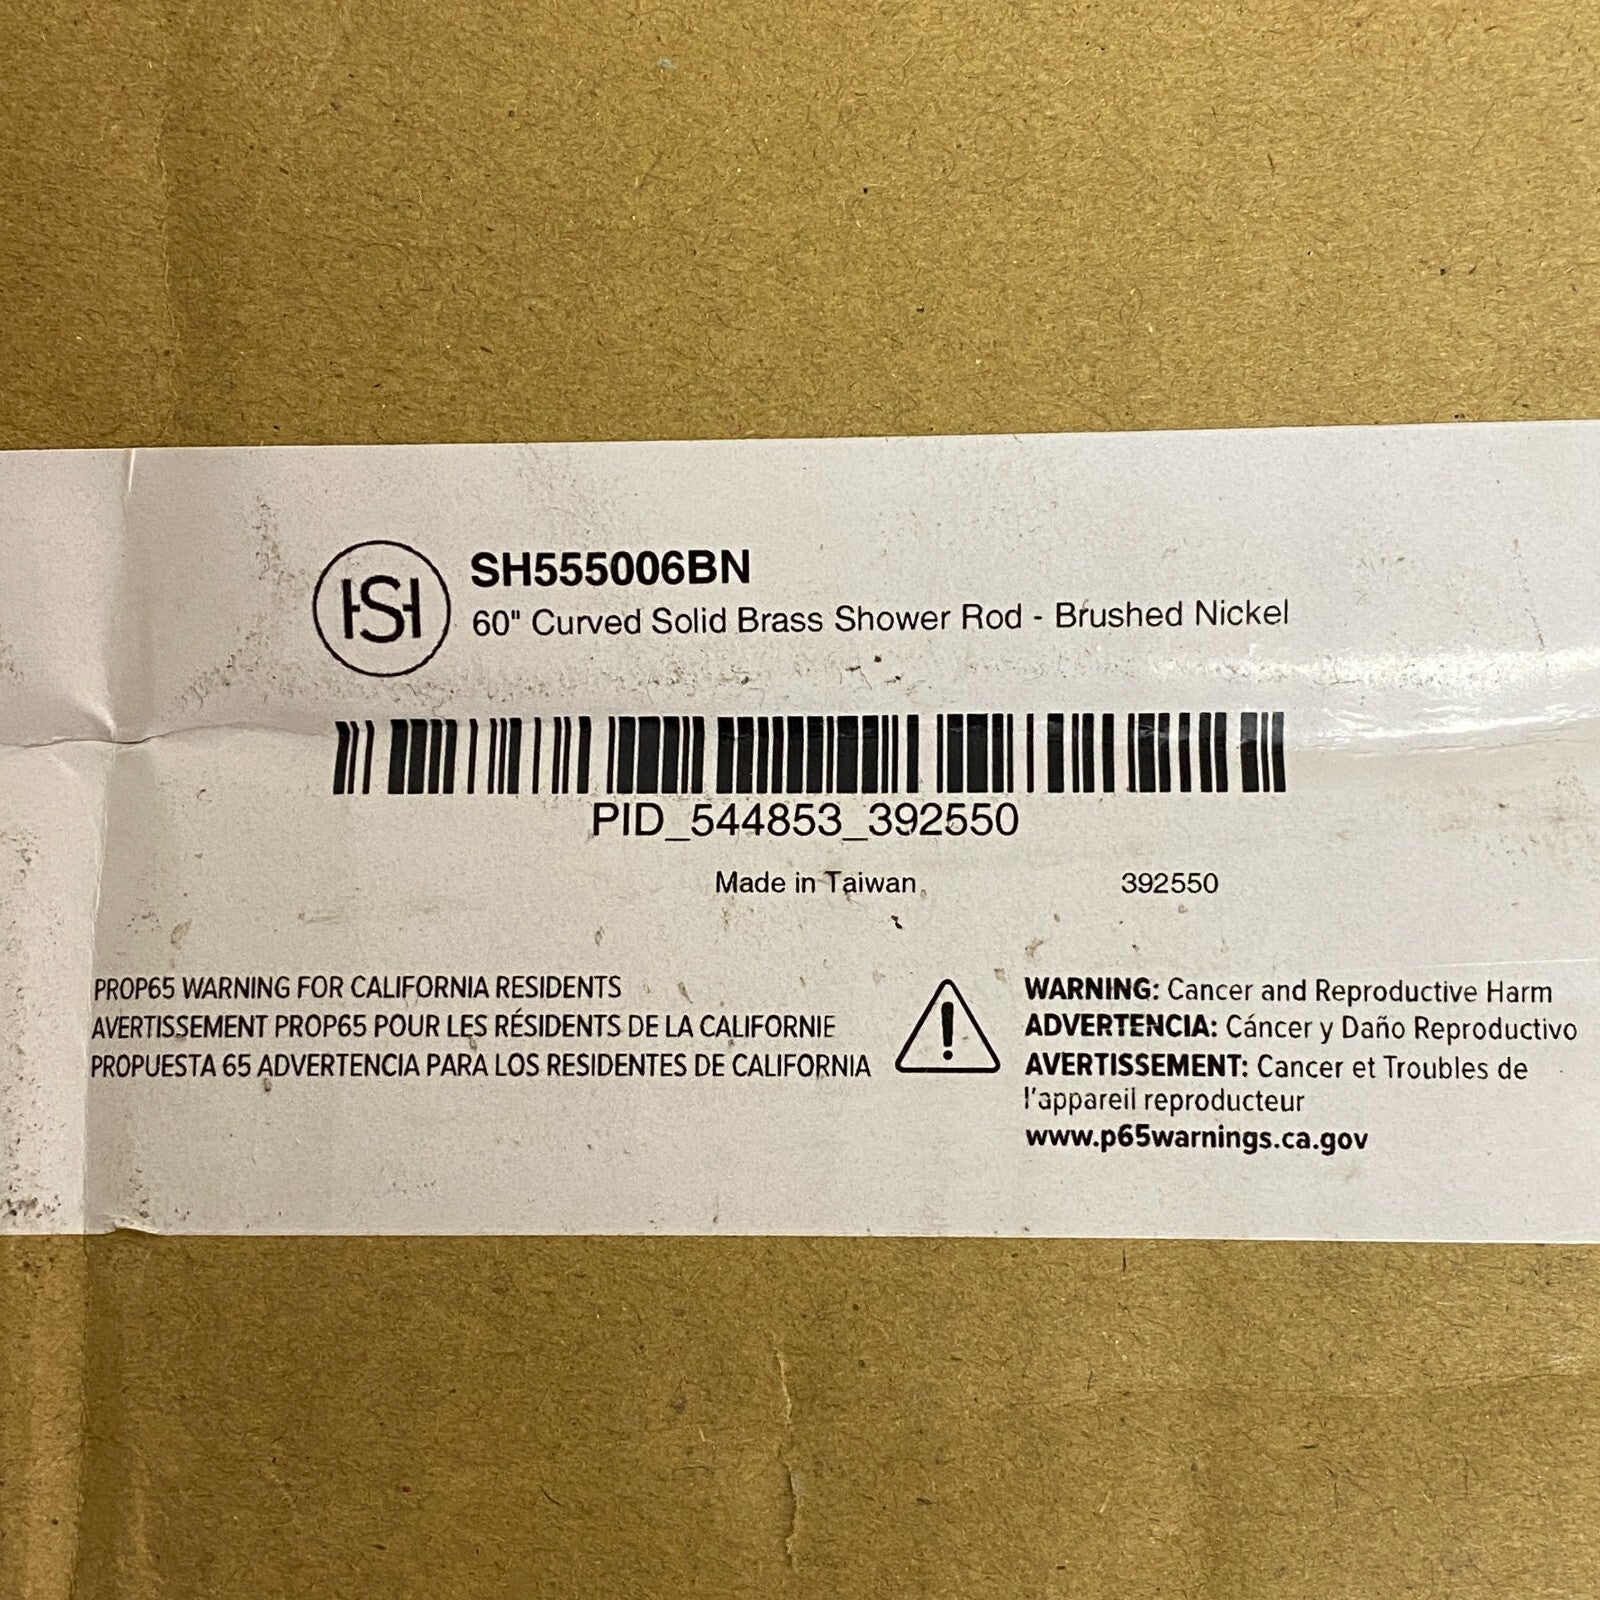 HSH
SH555006BN
60" Curved Solid Brass Shower Rod - Brushed Nickel
PID_544853_392550
Made in Taiwan
392550
PROP65 WARNING FOR CALIFORNIA RESIDENTS
AVERTISSEMENT PROP65 POUR LES RÉSIDENTS DE LA CALIFORNIE
PROPUESTA 65 ADVERTENCIA PARA LOS RESIDENTES DE CALIFORNIA
WARNING: Cancer and Reproductive Harm
ADVERTENCIA: Cáncer y Daño Reproductivo
AVERTISSEMENT: Cancer et Troubles de
l'appareil reproducteur
www.p65warnings.ca.gov